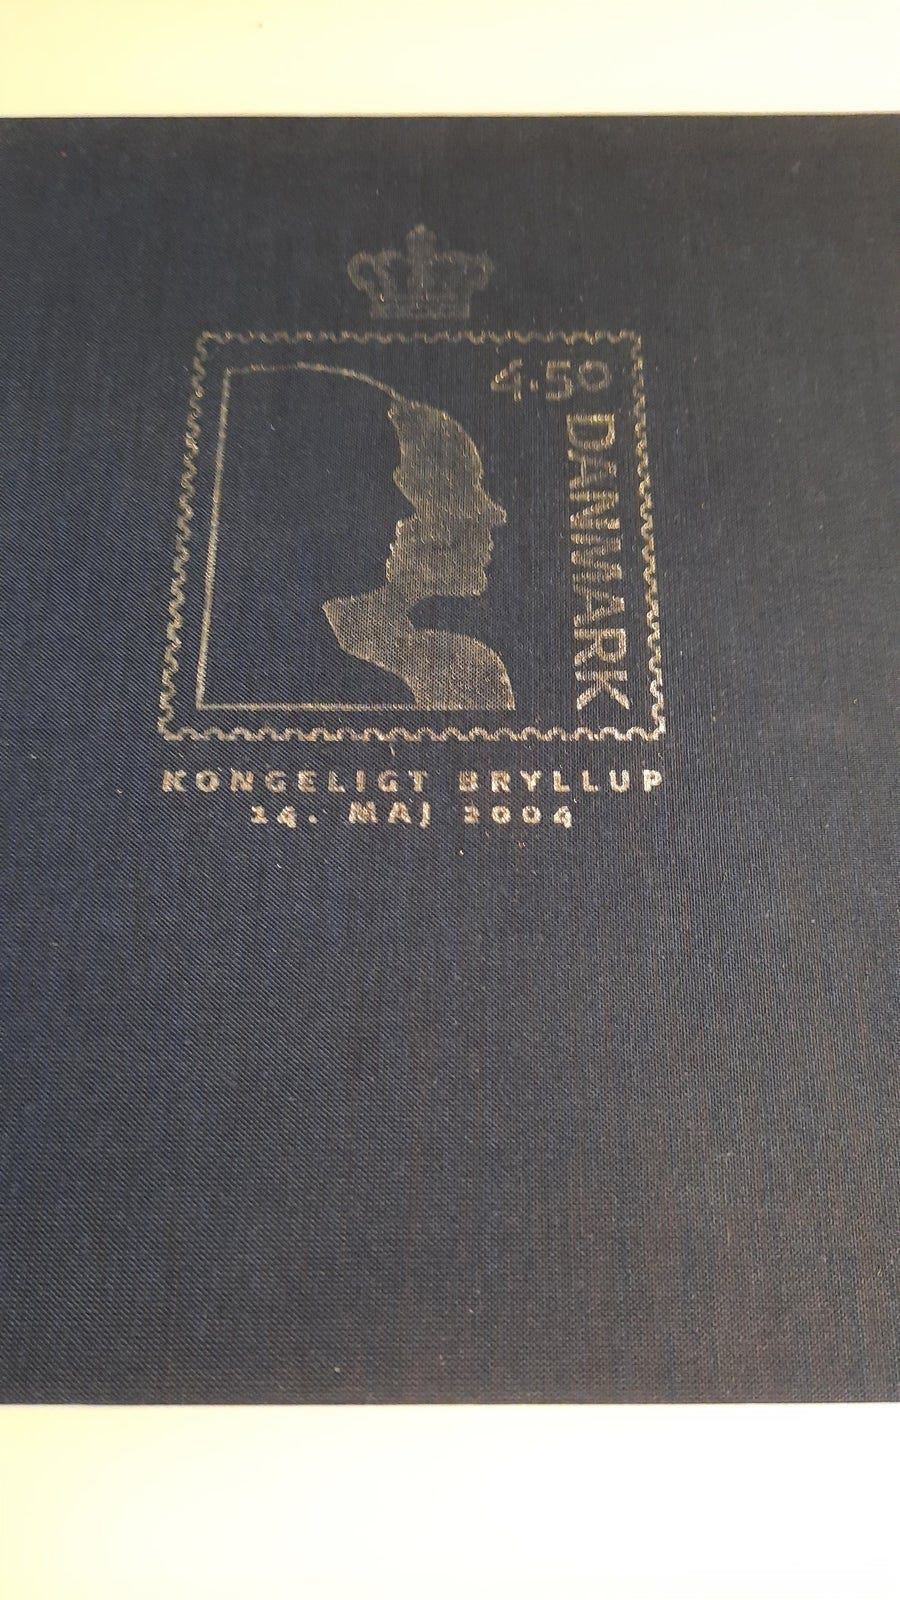 4.50
DANMARK
KONGELIGT BRYLLUP
14. MAJ 2004